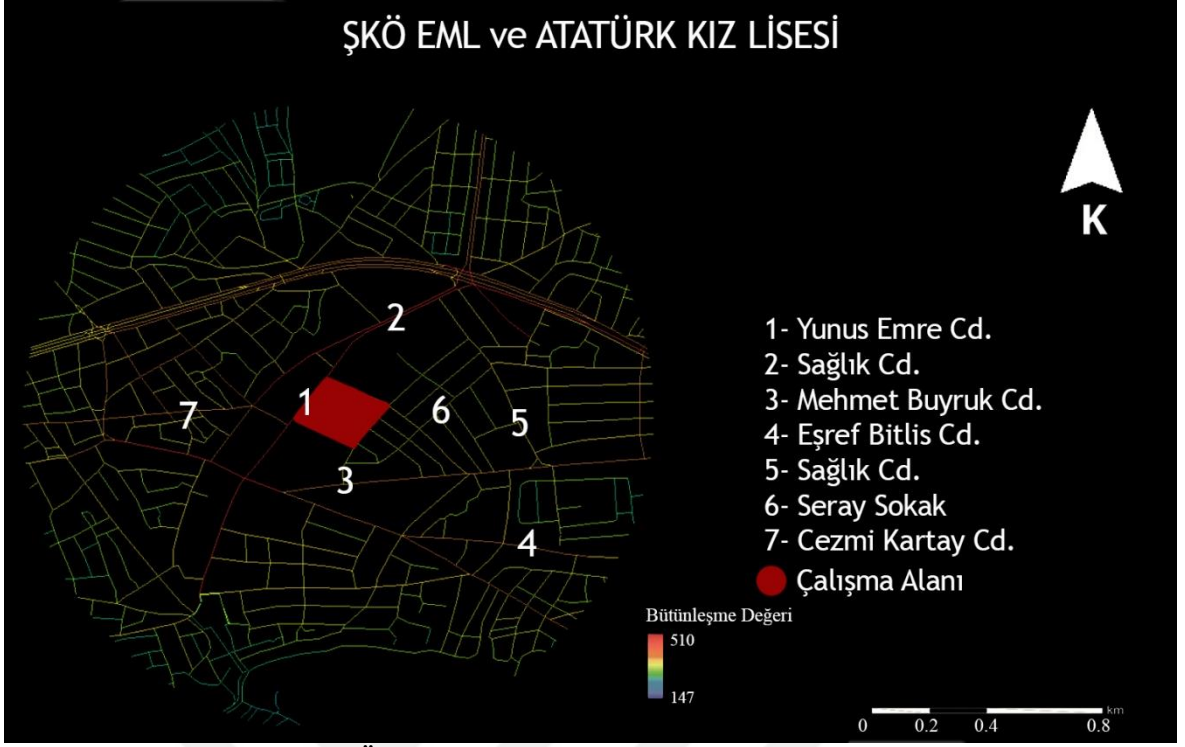 ŞKÖ EML ve ATATÜRK KIZ LİSESİ
K
2
1
7
6
5
3
4
1- Yunus Emre Cd.
2- Sağlık Cd.
3- Mehmet Buyruk Cd.
4- Eşref Bitlis Cd.
5- Sağlık Cd.
6- Seray Sokak
7- Cezmi Kartay Cd.
Çalışma Alanı
Bütünleşme Değeri
510
147
km
0 0.2 0.4 0.8